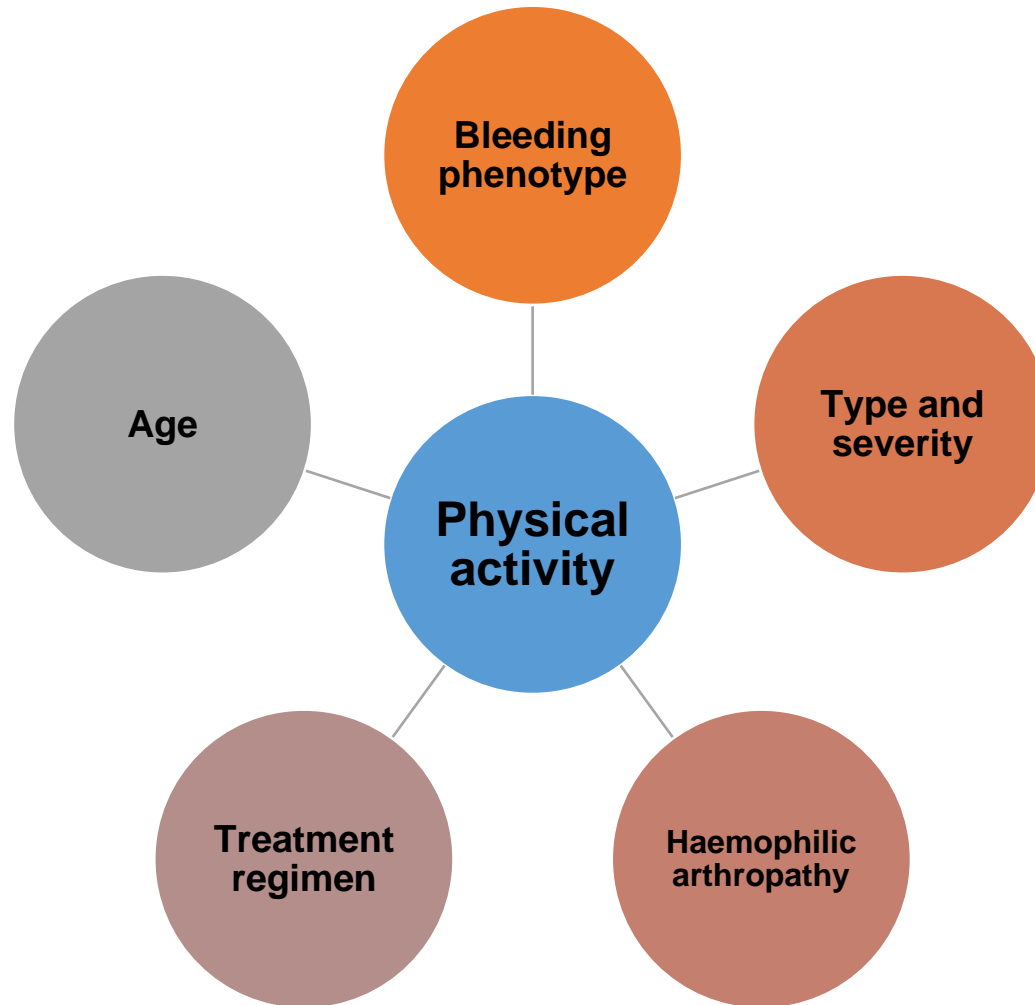 Bleeding
phenotype
Type and
severity
Age
Physical
activity
Treatment
regimen
Haemophilic
arthropathy